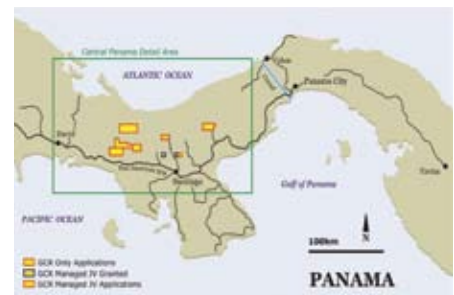 Central Panama Detail Area
ATLANTIC OCEAN
Colon
Panama City
David
Santiago
Gulf of Panama
PACIFIC OCEAN
100km
N
GCR Only Applications
GCR Managed JV Granted
GCR Managed JV Applications
PANAMA